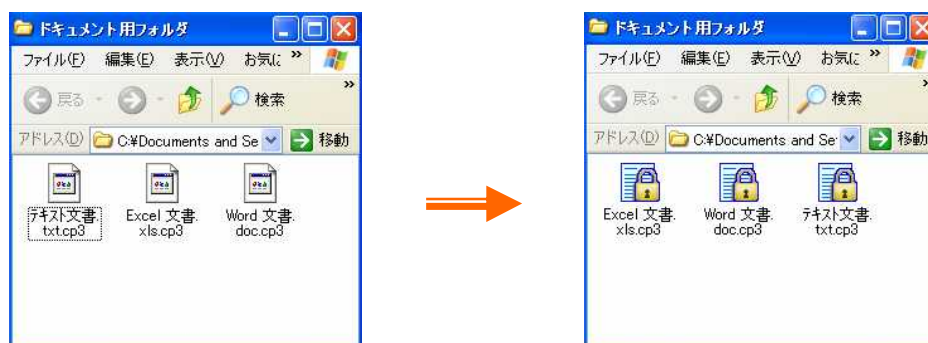 ドキュメント用フォルダ
ファイル(F) 編集(E) 表示(V) お気に »
戻る 検索 »
アドレス(D) C:¥Documents and Se 移動
テキスト文書.
txt.cp3
Excel 文書.
xls.cp3
Word 文書.
doc.cp3
ドキュメント用フォルダ
ファイル(F) 編集(E) 表示(V) お気に »
戻る 検索 »
アドレス(D) C:¥Documents and Se 移動
Excel 文書.
xls.cp3
Word 文書.
doc.cp3
テキスト文書.
txt.cp3